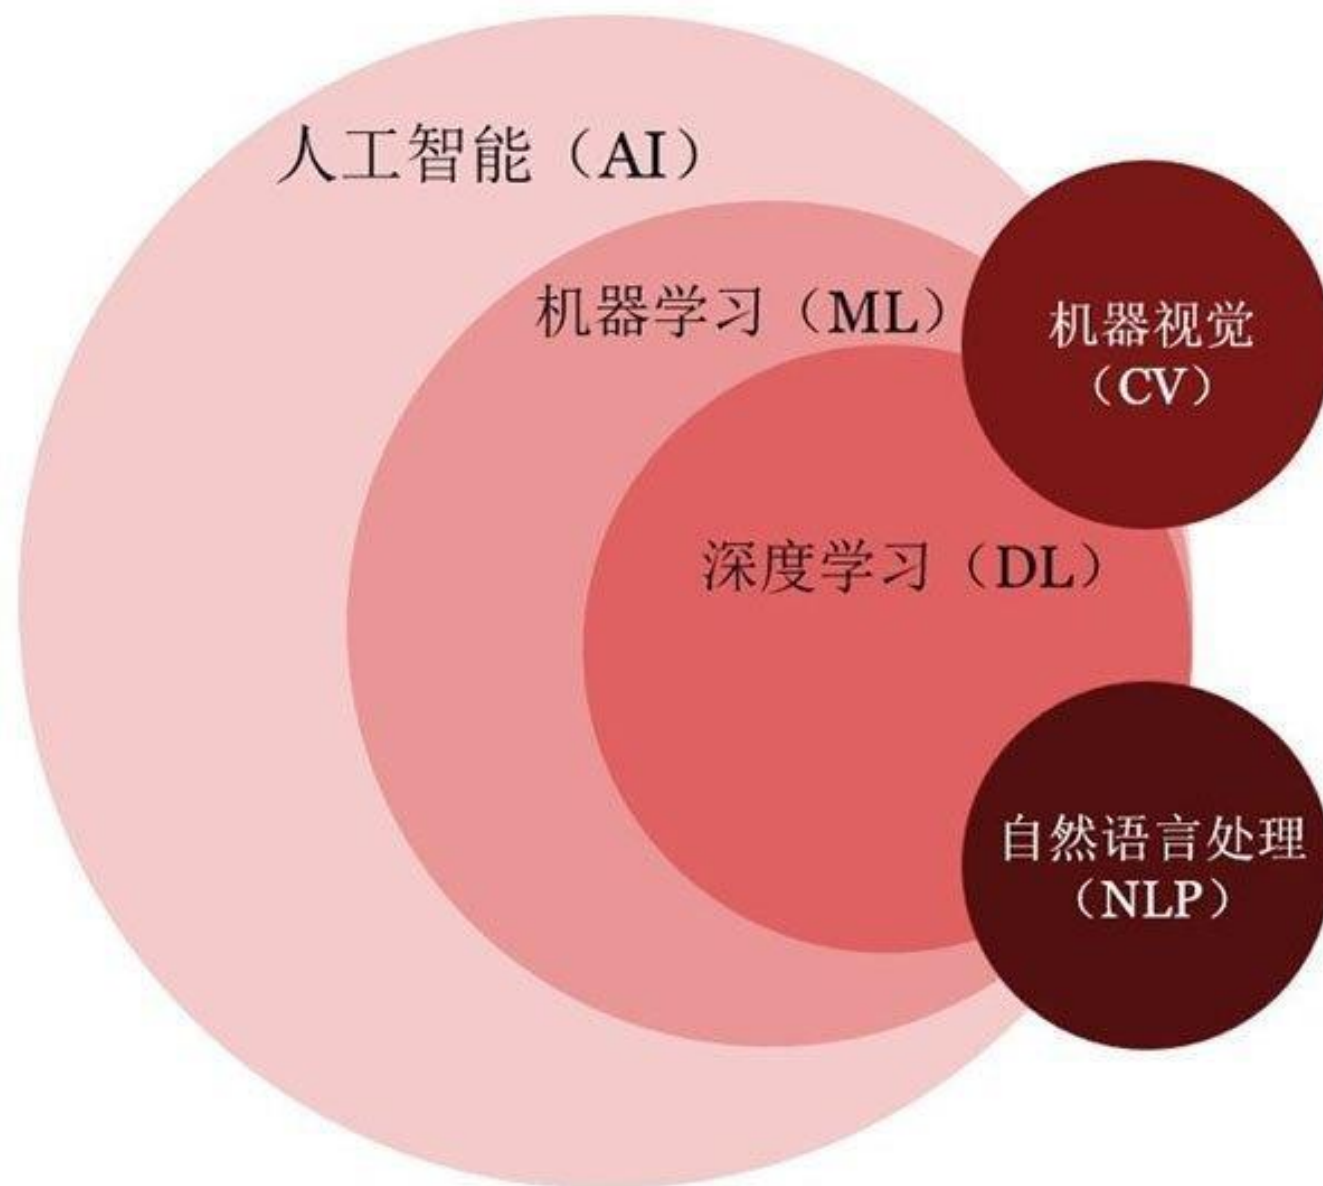 人工智能（AI）
机器学习（ML）
机器视觉
（CV）
深度学习（DL）
自然语言处理
（NLP）